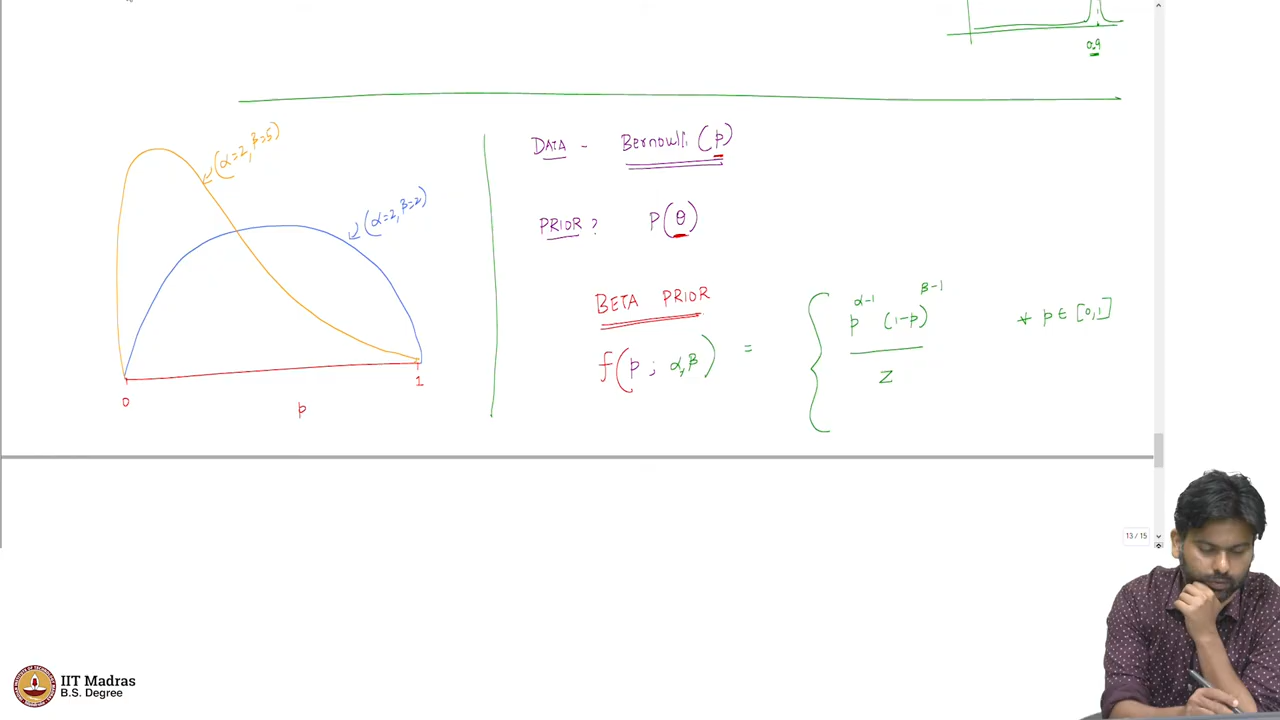 0.9
(α=2, β=5)
(α=2, β=2)
0
1
p
DATA - Bernoulli (p)
PRIOR? P(θ)
BETA PRIOR
f(p ; α,β) = { p^α-1 (1-p)^β-1 / Z ∀ p ∈ [0,1]
13 / 15
IIT Madras
B.S. Degree